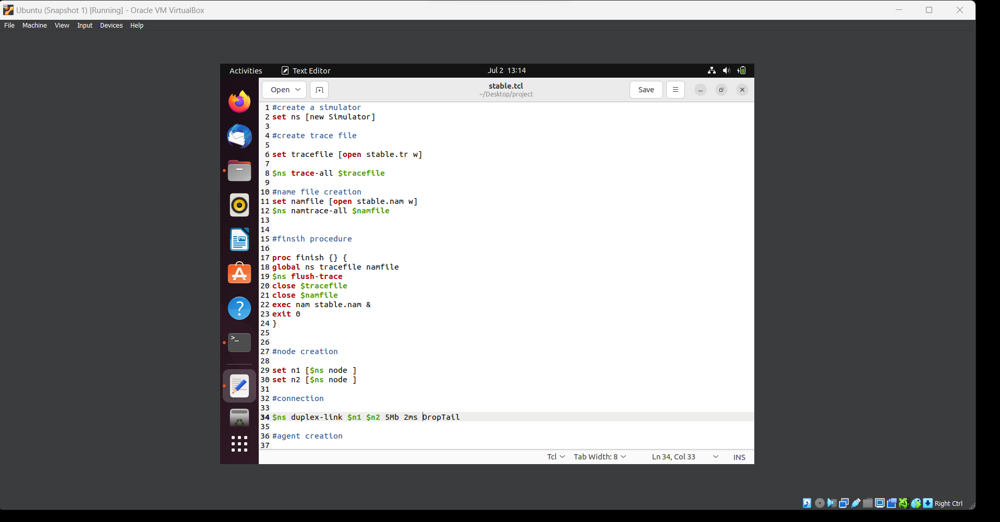 Ubuntu (Snapshot 1) [Running] - Oracle VM VirtualBox
File Machine View Input Devices Help
Activities Text Editor Jul 2 13:14
Open stable.tcl Save
~/Desktop/project
1 #create a simulator
2 set ns [new Simulator]
3
4 #create trace file
5
6 set tracefile [open stable.tr w]
7
8 $ns trace-all $tracefile
9
10 #name file creation
11 set namfile [open stable.nam w]
12 $ns namtrace-all $namfile
13
14
15 #finsih procedure
16
17 proc finish {} {
18 global ns tracefile namfile
19 $ns flush-trace
20 close $tracefile
21 close $namfile
22 exec nam stable.nam &
23 exit 0
24 }
25
26
27 #node creation
28
29 set n1 [$ns node ]
30 set n2 [$ns node ]
31
32 #connection
33
34 $ns duplex-link $n1 $n2 5Mb 2ms DropTail
35
36 #agent creation
37
Tcl Tab Width: 8 Ln 34, Col 33 INS
Right Ctrl